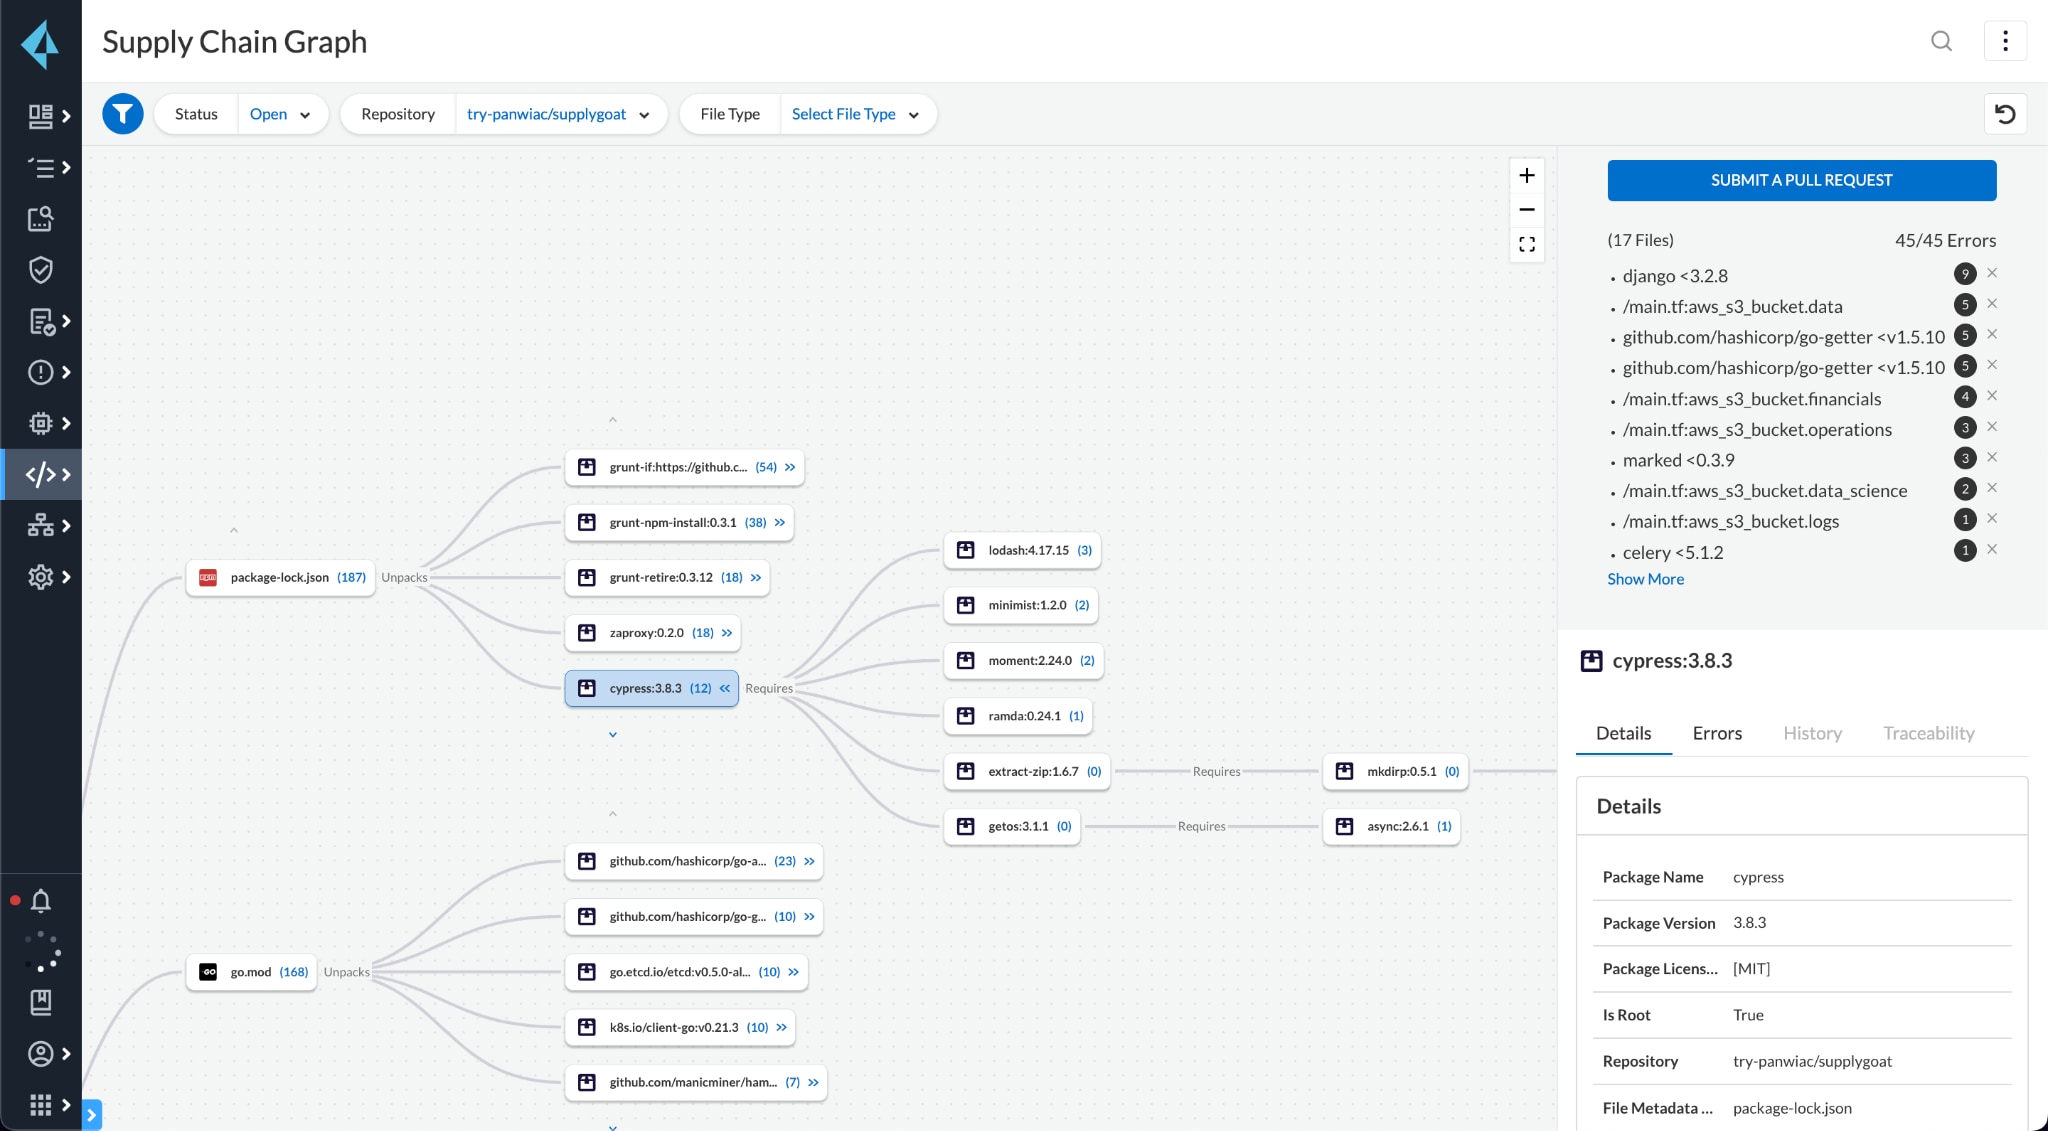 Supply Chain Graph
Status Open
Repository try-panwiac/supplygoat
File Type Select File Type
SUBMIT A PULL REQUEST
(17 Files) 45/45 Errors
• django <3.2.8 9
• /main.tf:aws_s3_bucket.data 5
• github.com/hashicorp/go-getter <v1.5.10 5
• github.com/hashicorp/go-getter <v1.5.10 5
• /main.tf:aws_s3_bucket.financials 4
• /main.tf:aws_s3_bucket.operations 3
• marked <0.3.9 3
• /main.tf:aws_s3_bucket.data_science 2
• /main.tf:aws_s3_bucket.logs 1
• celery <5.1.2 1
Show More
npm package-lock.json (187) Unpacks
grunt-if:https://github.c... (54)
grunt-npm-install:0.3.1 (38)
grunt-retire:0.3.12 (18)
zaproxy:0.2.0 (18)
cypress:3.8.3 (12) Requires
lodash:4.17.15 (3)
minimist:1.2.0 (2)
moment:2.24.0 (2)
ramda:0.24.1 (1)
extract-zip:1.6.7 (0) Requires mkdirp:0.5.1 (0)
getos:3.1.1 (0) Requires async:2.6.1 (1)
GO go.mod (168) Unpacks
github.com/hashicorp/go-a... (23)
github.com/hashicorp/go-g... (10)
go.etcd.io/etcd:v0.5.0-al... (10)
k8s.io/client-go:v0.21.3 (10)
github.com/manicminer/ham... (7)
cypress:3.8.3
Details Errors History Traceability
Details
Package Name cypress
Package Version 3.8.3
Package Licens... [MIT]
Is Root True
Repository try-panwiac/supplygoat
File Metadata ... package-lock.json